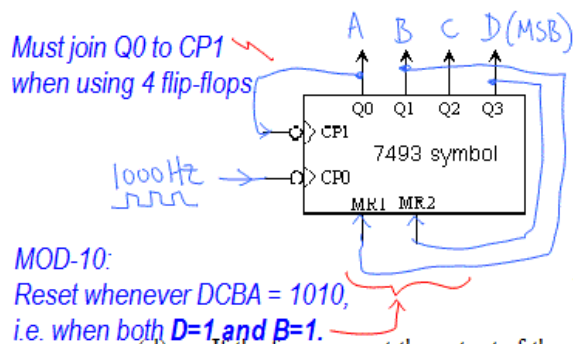 A B C D(MSB)
Must join Q0 to CP1
when using 4 flip-flops
Q0 Q1 Q2 Q3
CP1
7493 symbol
1000Hz
CP0
MR1 MR2
MOD-10:
Reset whenever DCBA = 1010,
i.e. when both D=1 and B=1.